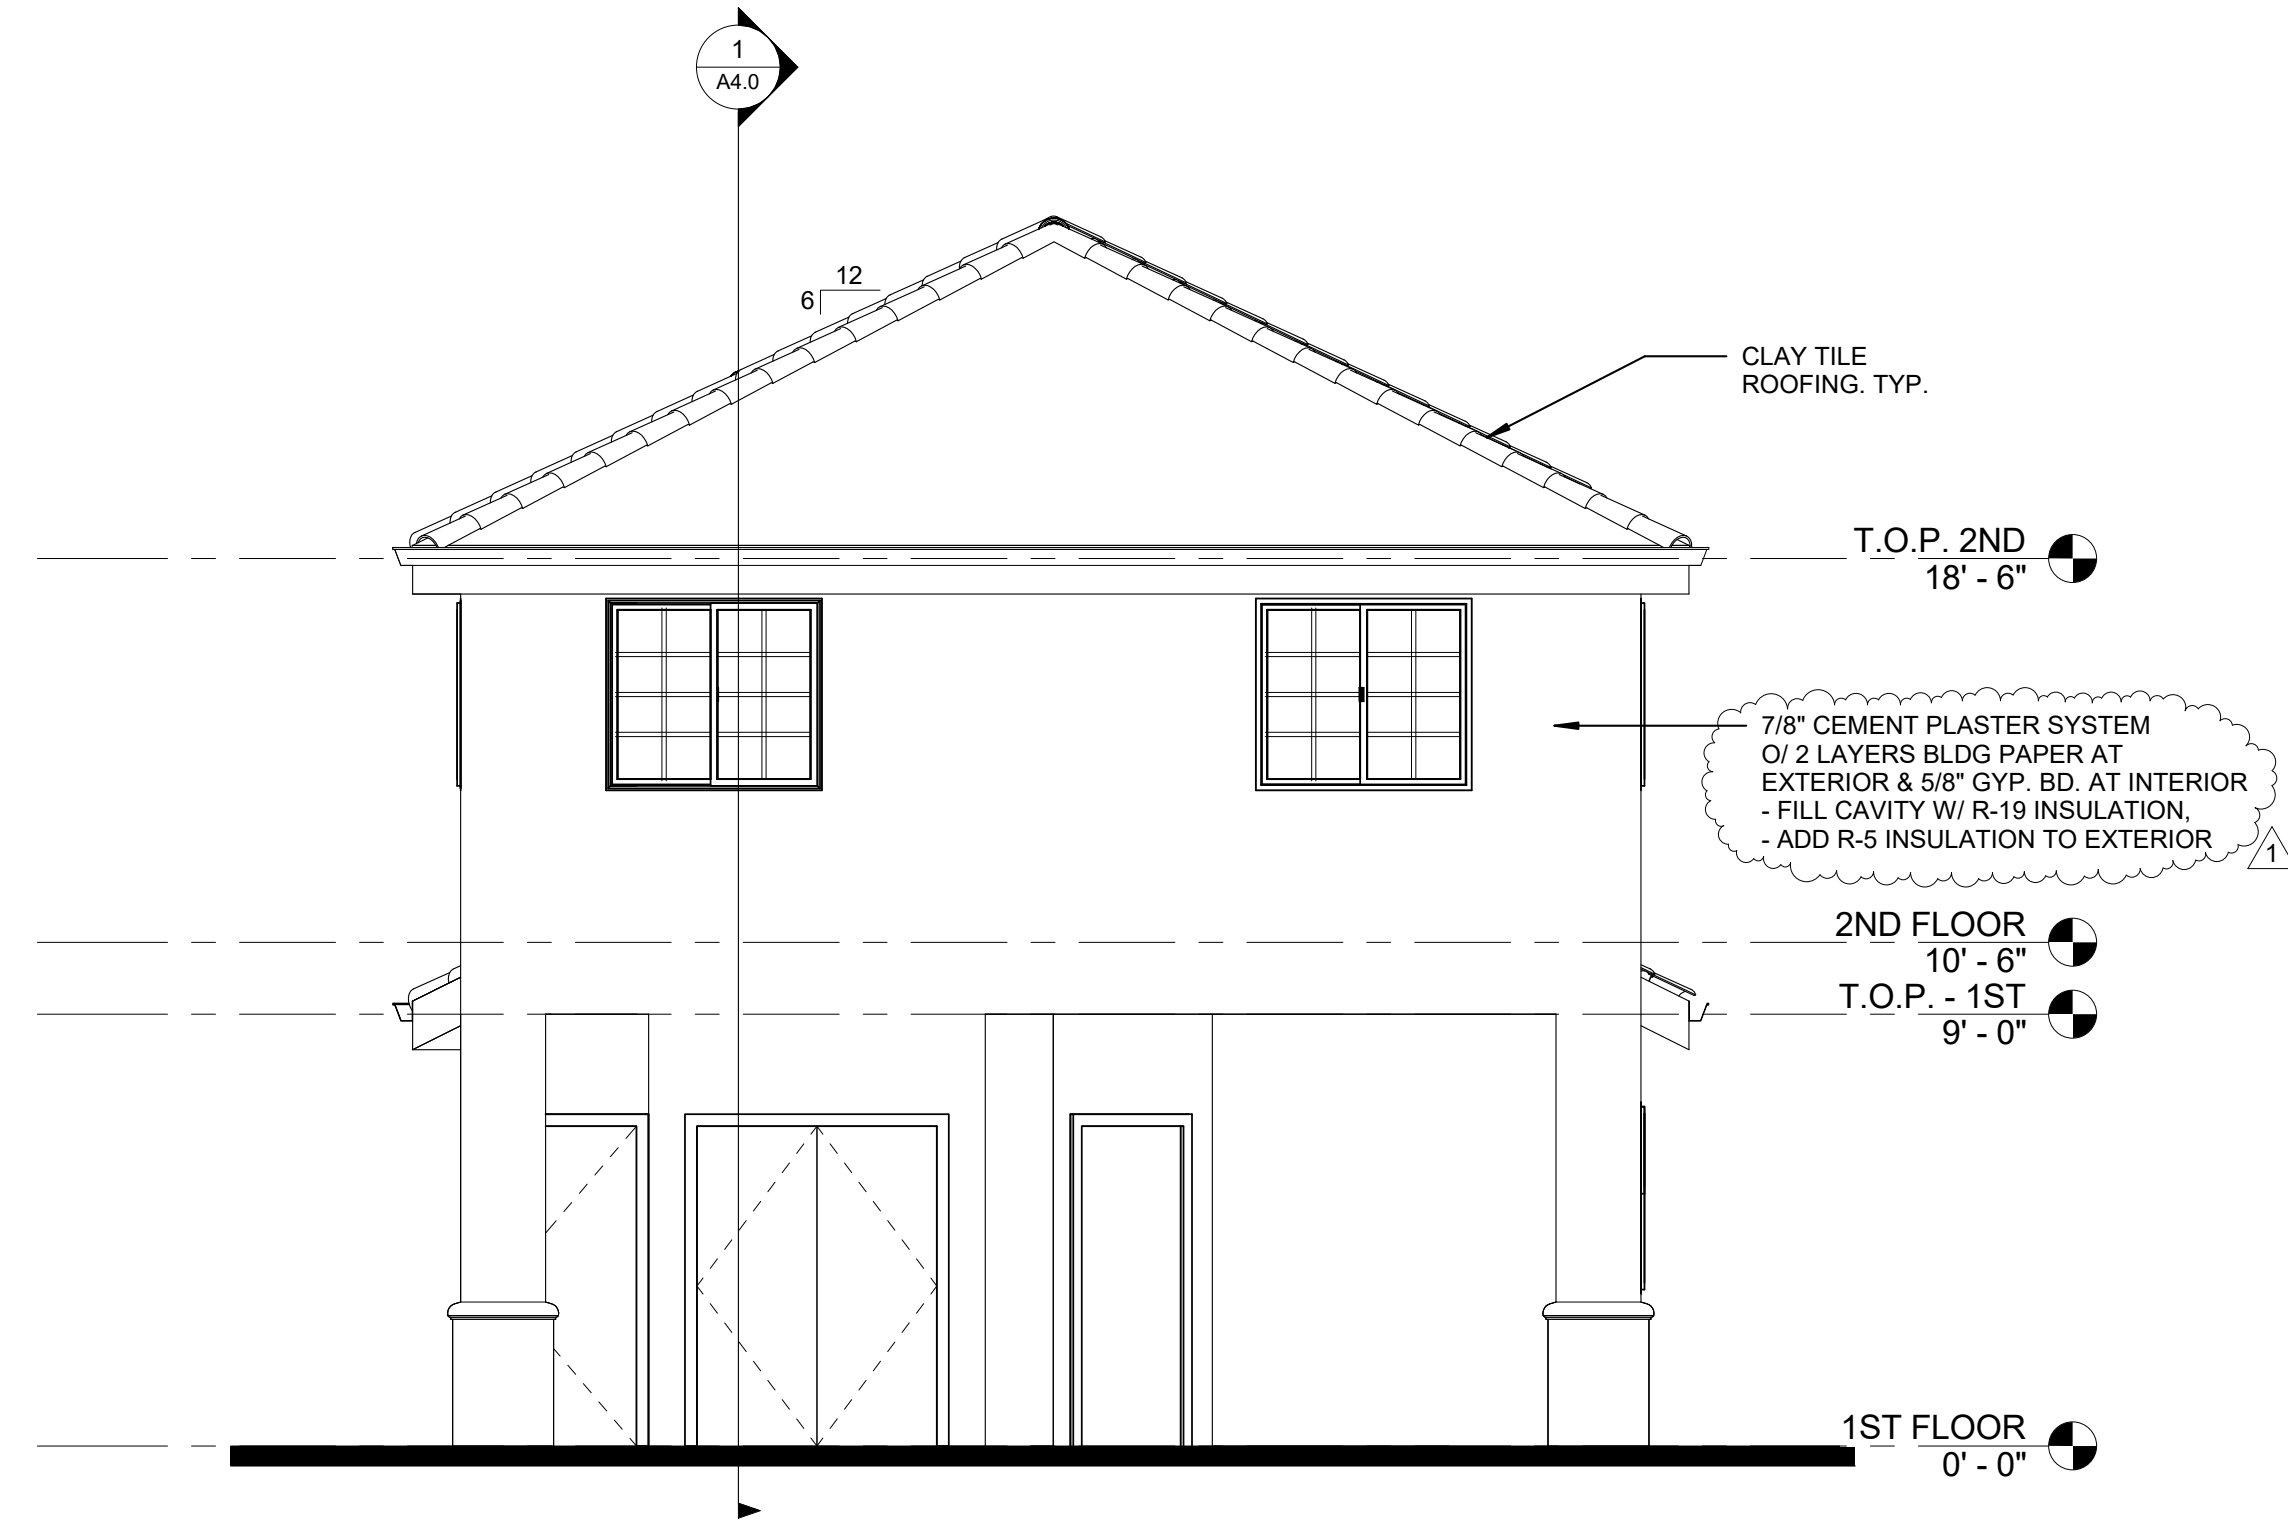 1
A4.0
12
6
CLAY TILE
ROOFING. TYP.
T.O.P. 2ND
18' - 6"
7/8" CEMENT PLASTER SYSTEM
O/ 2 LAYERS BLDG PAPER AT
EXTERIOR & 5/8" GYP. BD. AT INTERIOR
- FILL CAVITY W/ R-19 INSULATION,
- ADD R-5 INSULATION TO EXTERIOR
1
2ND FLOOR
10' - 6"
T.O.P. - 1ST
9' - 0"
1ST FLOOR
0' - 0"